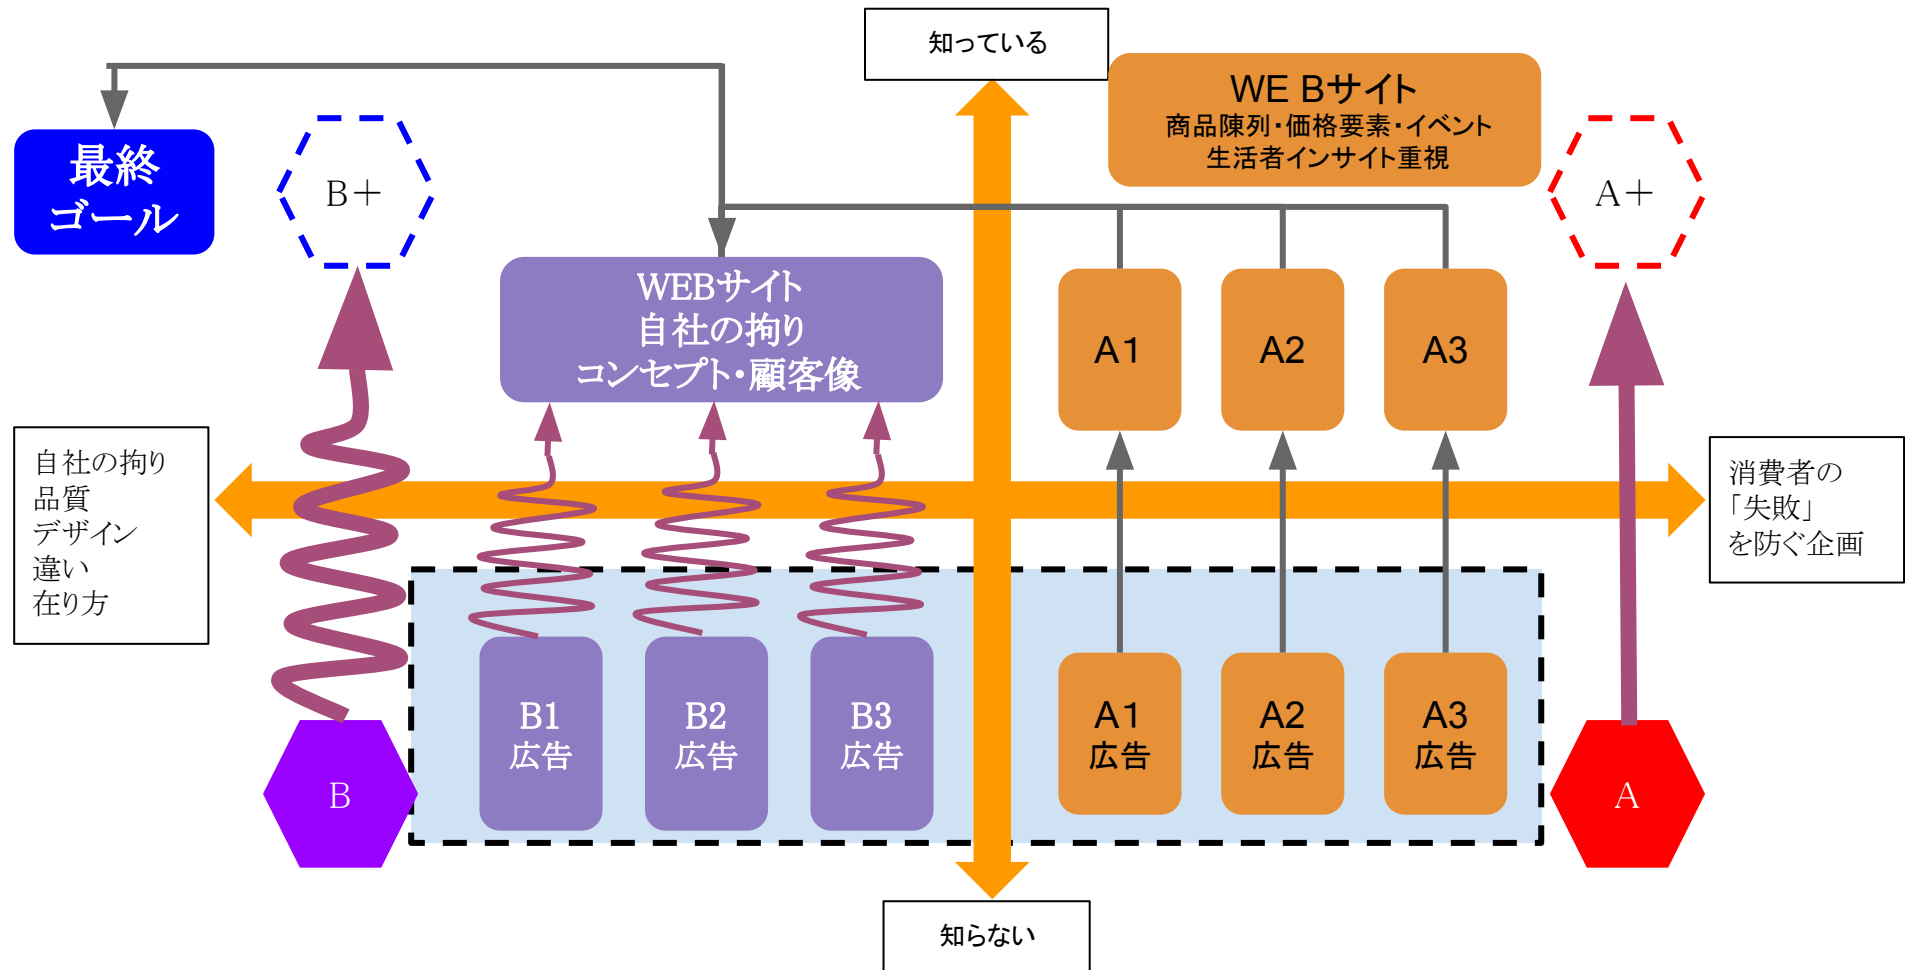 知っている
WE Bサイト
商品陳列・価格要素・イベント
生活者インサイト重視
最終
ゴール
B＋
A＋
WEBサイト
自社の拘り
コンセプト・顧客像
A1
A2
A3
自社の拘り
品質
デザイン
違い
在り方
消費者の
「失敗」
を防ぐ企画
B1
広告
B2
広告
B3
広告
A1
広告
A2
広告
A3
広告
B
A
知らない